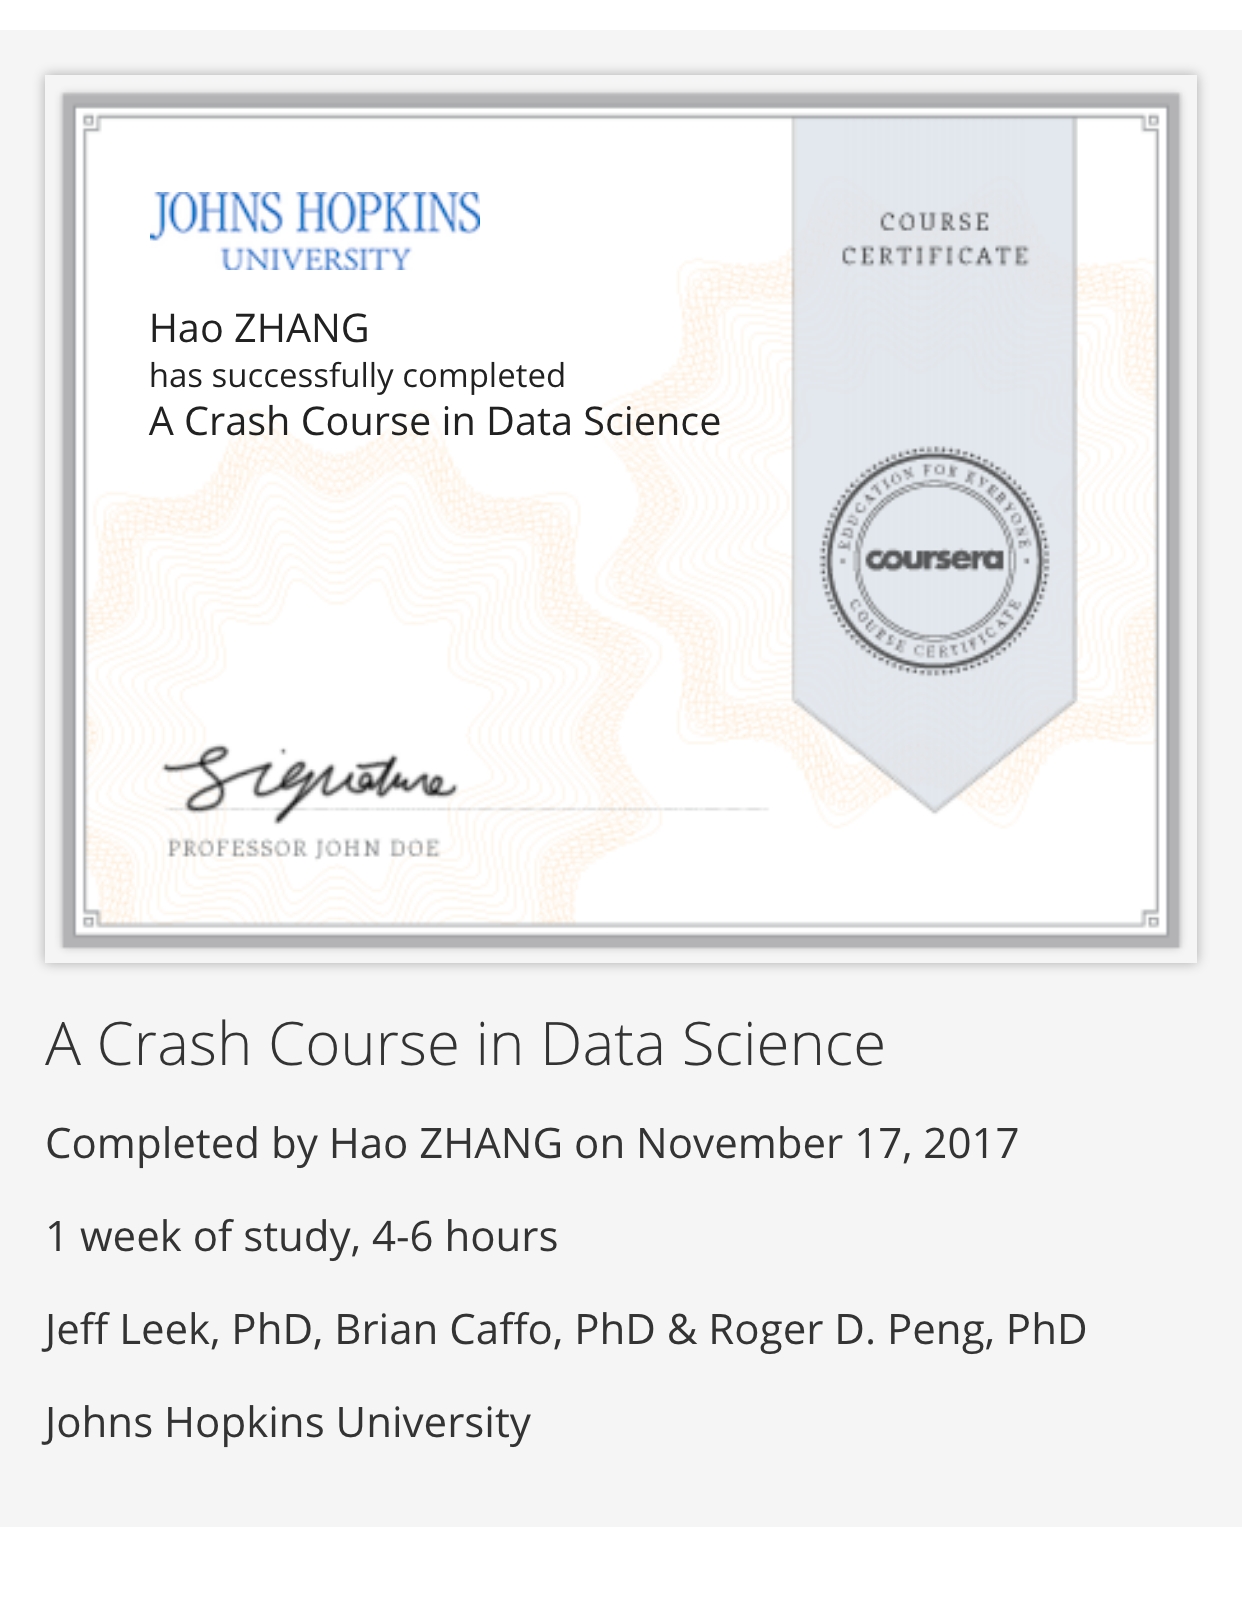 JOHNS HOPKINS
UNIVERSITY
Hao ZHANG
has successfully completed
A Crash Course in Data Science
COURSE
CERTIFICATE
EDUCATION FOR EVERYONE
coursera
COURSE CERTIFICATE
Signature
PROFESSOR JOHN DOE
A Crash Course in Data Science
Completed by Hao ZHANG on November 17, 2017
1 week of study, 4-6 hours
Jeff Leek, PhD, Brian Caffo, PhD & Roger D. Peng, PhD
Johns Hopkins University